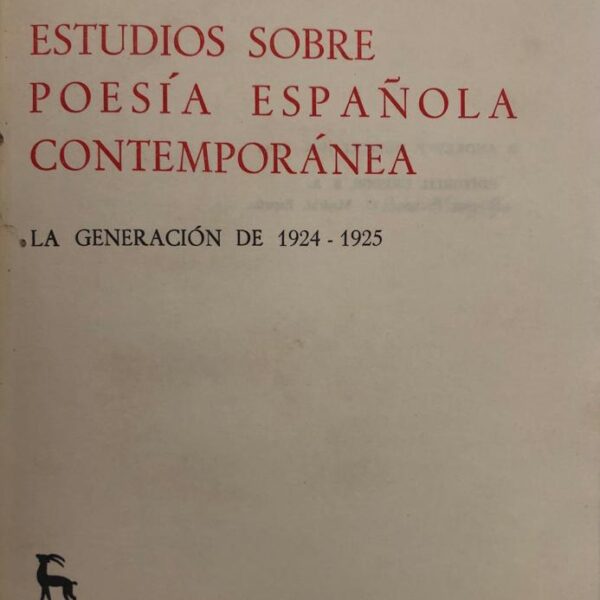 ESTUDIOS SOBRE
POESÍA ESPAÑOLA
CONTEMPORÁNEA
LA GENERACIÓN DE 1924 - 1925